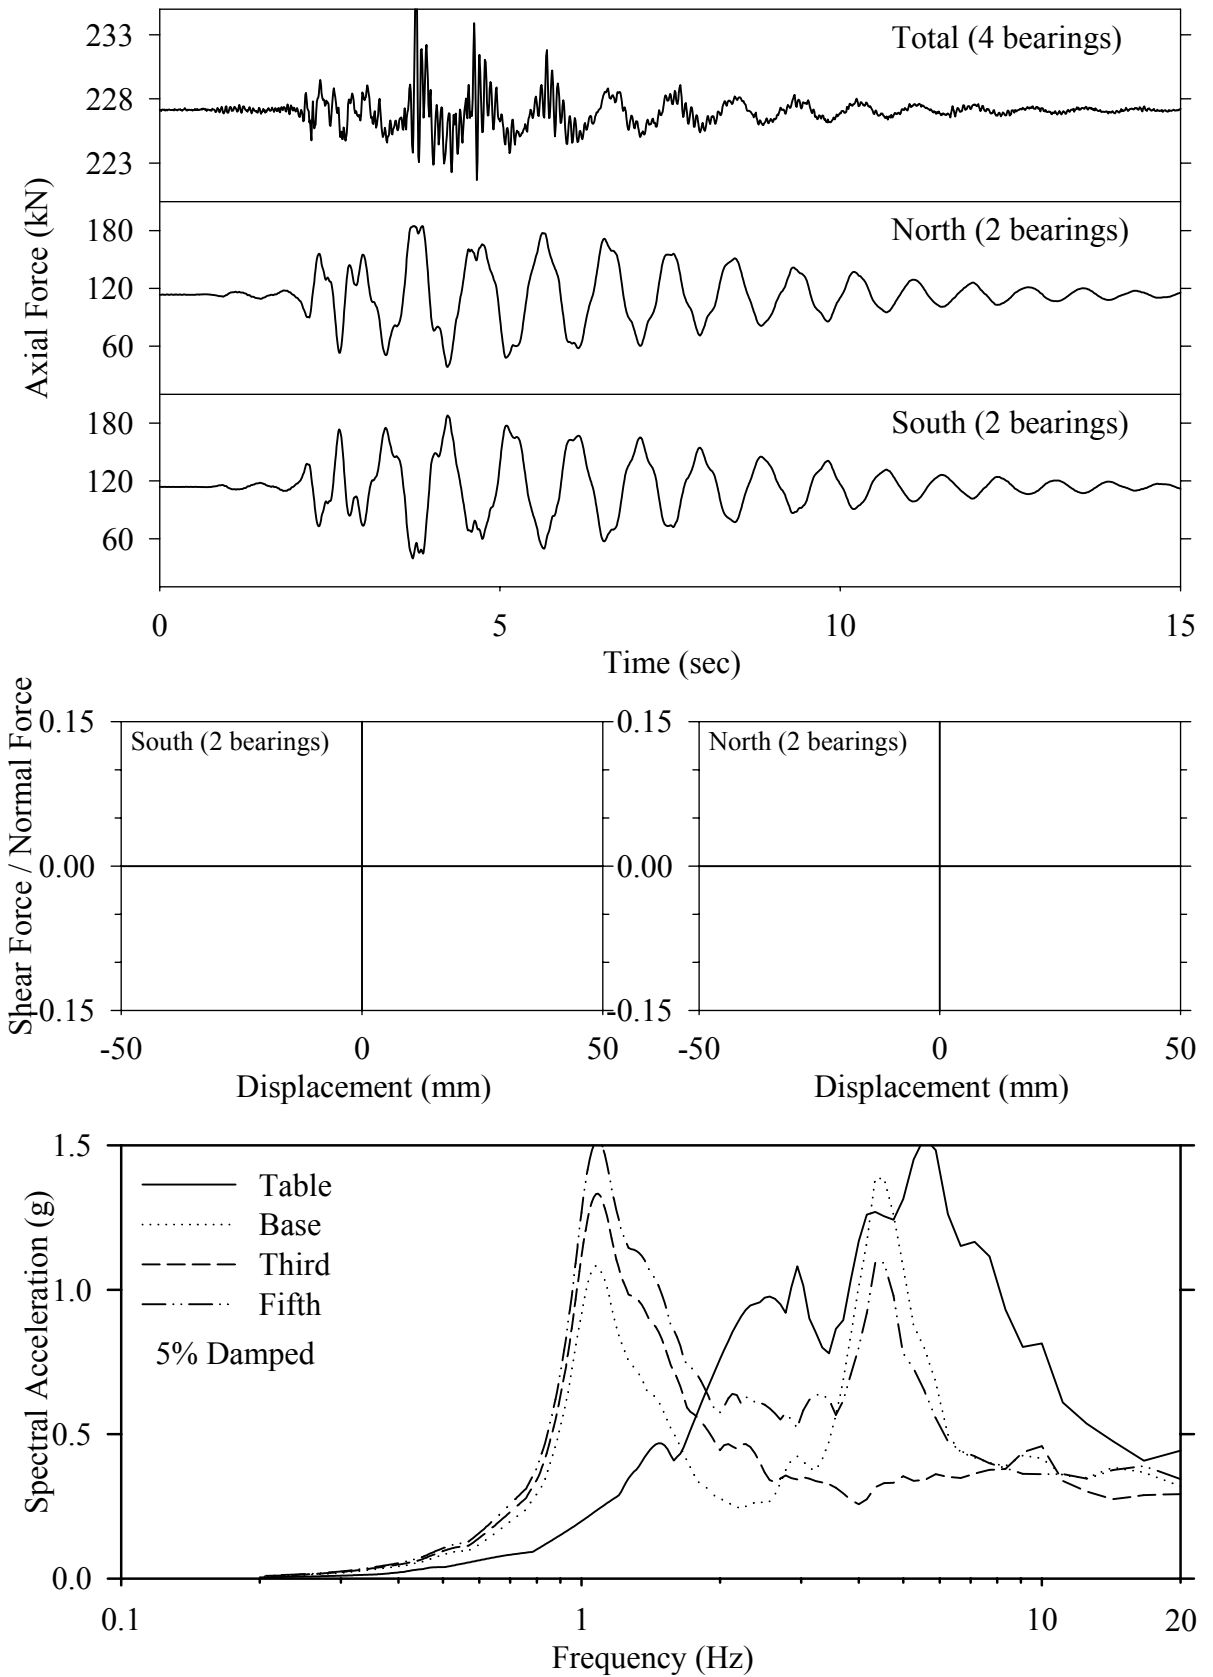 Axial Force (kN)
233
228
223
Total (4 bearings)
180
120
60
North (2 bearings)
180
120
60
South (2 bearings)
0
5
10
15
Time (sec)
Shear Force / Normal Force
0.15
0.00
-0.15
South (2 bearings)
-50
0
50
Displacement (mm)
0.15
0.00
-0.15
North (2 bearings)
-50
0
50
Displacement (mm)
Spectral Acceleration (g)
1.5
1.0
0.5
0.0
Table
Base
Third
Fifth
5% Damped
0.1
1
10
20
Frequency (Hz)